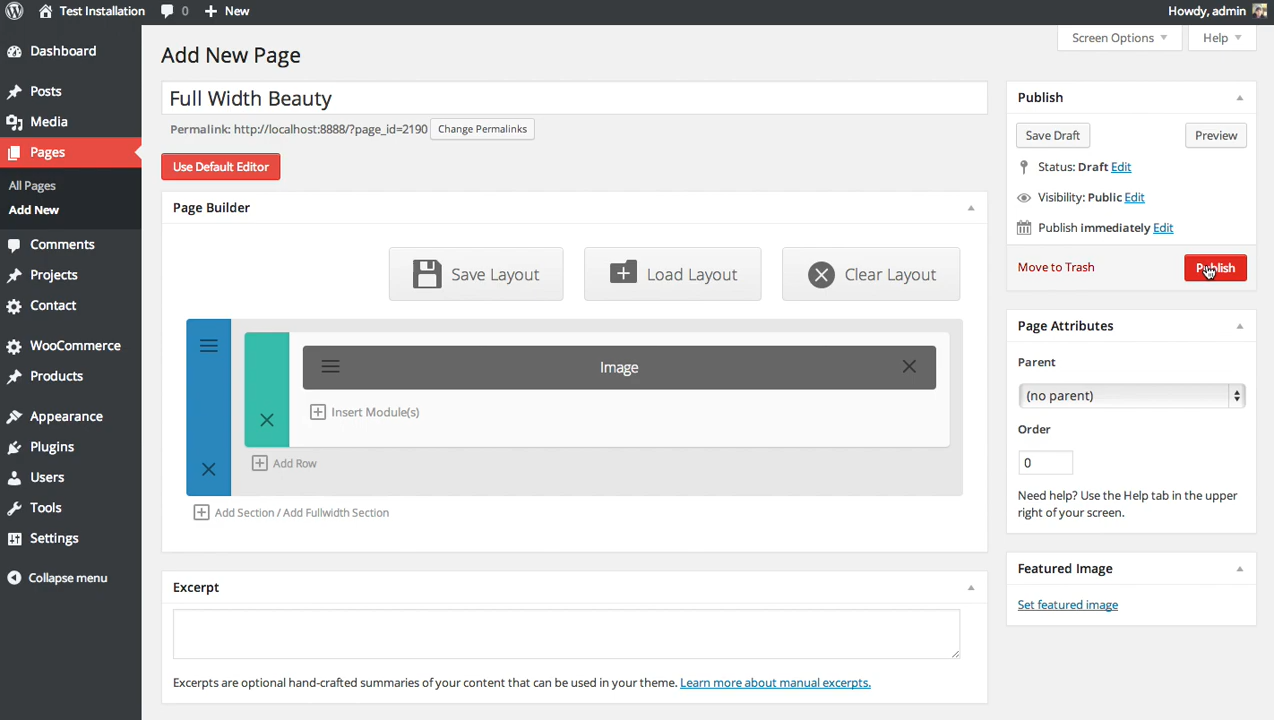 Test Installation
0
New
Howdy, admin
Dashboard
Posts
Media
Pages
All Pages
Add New
Comments
Projects
Contact
WooCommerce
Products
Appearance
Plugins
Users
Tools
Settings
Collapse menu
Screen Options
Help
Add New Page
Full Width Beauty
Permalink: http://localhost:8888/?page_id=2190 Change Permalinks
Use Default Editor
Page Builder
Save Layout
Load Layout
Clear Layout
Image
Insert Module(s)
Add Row
Add Section / Add Fullwidth Section
Excerpt
Excerpts are optional hand-crafted summaries of your content that can be used in your theme. Learn more about manual excerpts.
Publish
Save Draft
Preview
Status: Draft Edit
Visibility: Public Edit
Publish immediately Edit
Move to Trash
Publish
Page Attributes
Parent
(no parent)
Order
0
Need help? Use the Help tab in the upper
right of your screen.
Featured Image
Set featured image